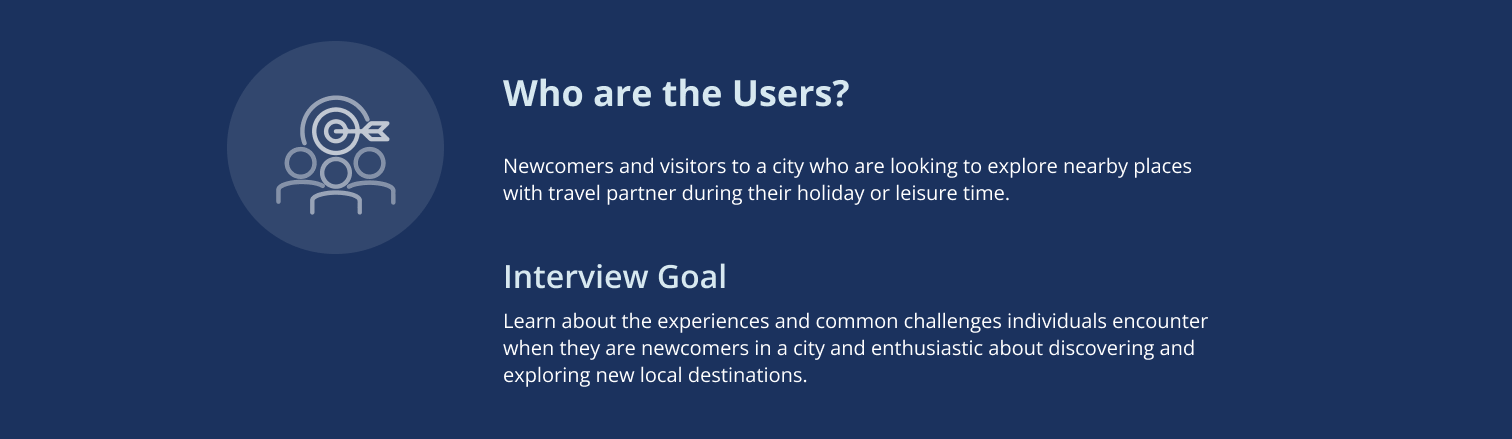 Who are the Users?
Newcomers and visitors to a city who are looking to explore nearby places
with travel partner during their holiday or leisure time.
Interview Goal
Learn about the experiences and common challenges individuals encounter
when they are newcomers in a city and enthusiastic about discovering and
exploring new local destinations.